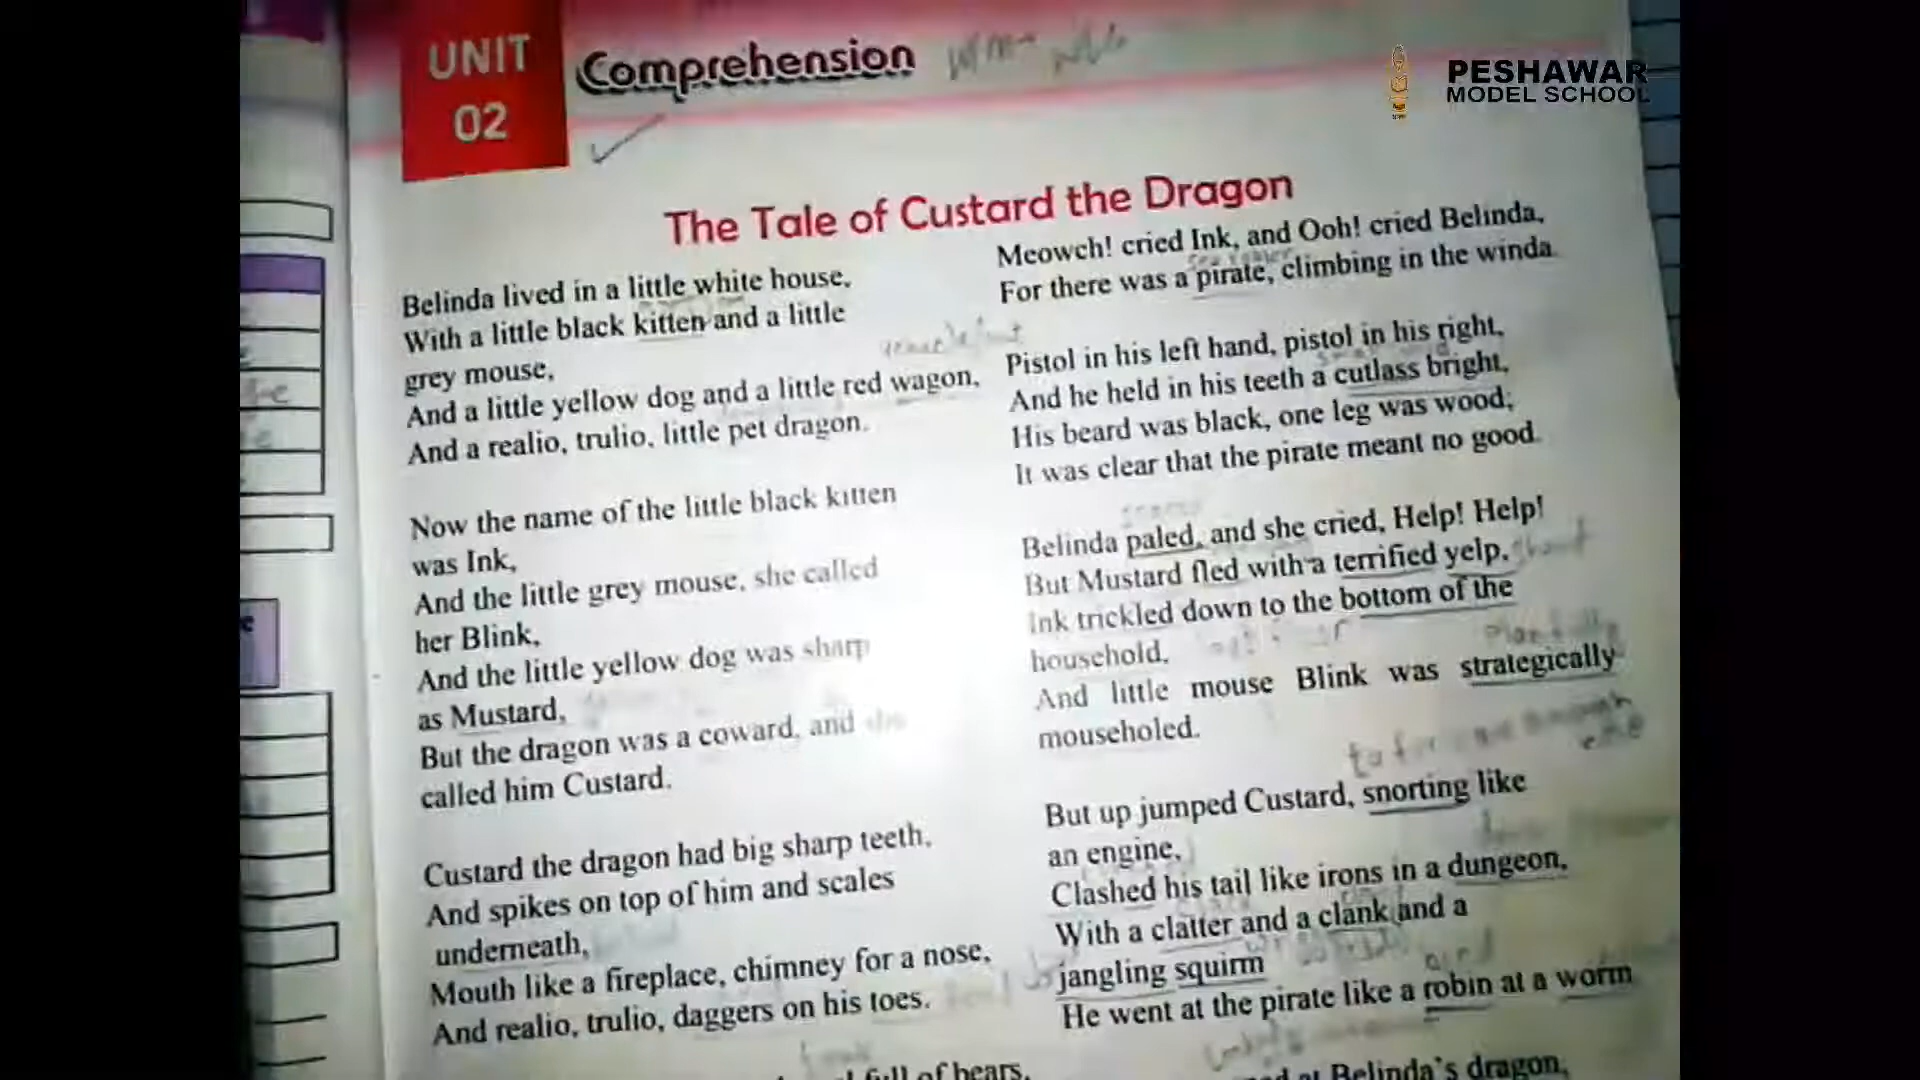 UNIT
02
Comprehension
PESHAWAR
MODEL SCHOOL
The Tale of Custard the Dragon
Belinda lived in a little white house,
With a little black kitten and a little
grey mouse,
And a little yellow dog and a little red wagon,
And a realio, trulio, little pet dragon.
Now the name of the little black kitten
was Ink,
And the little grey mouse, she called
her Blink,
And the little yellow dog was sharp
as Mustard,
But the dragon was a coward, and she
called him Custard.
Custard the dragon had big sharp teeth,
And spikes on top of him and scales
underneath,
Mouth like a fireplace, chimney for a nose,
And realio, trulio, daggers on his toes.
full of bears,
Meowch! cried Ink, and Ooh! cried Belinda,
For there was a pirate, climbing in the winda.
Pistol in his left hand, pistol in his right,
And he held in his teeth a cutlass bright,
His beard was black, one leg was wood;
It was clear that the pirate meant no good.
Belinda paled, and she cried, Help! Help!
But Mustard fled with a terrified yelp,
Ink trickled down to the bottom of the
household,
And little mouse Blink was strategically
mouseholed.
But up jumped Custard, snorting like
an engine,
Clashed his tail like irons in a dungeon,
With a clatter and a clank and a
jangling squirm
He went at the pirate like a robin at a worm
at Belinda's dragon,